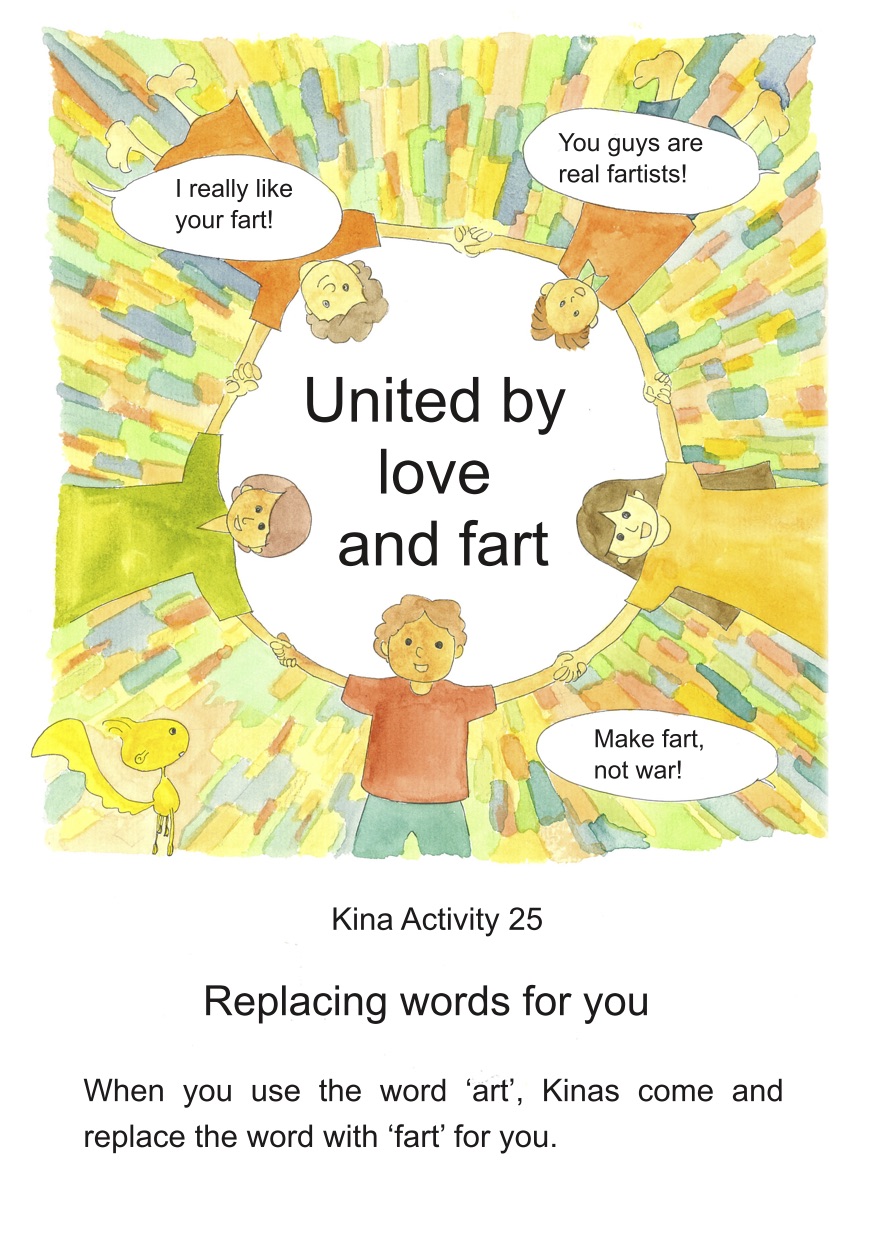 You guys are
real fartists!
I really like
your fart!
United by
love
and fart
Make fart,
not war!
Kina Activity 25
Replacing words for you
When you use the word ‘art’, Kinas come and
replace the word with ‘fart’ for you.